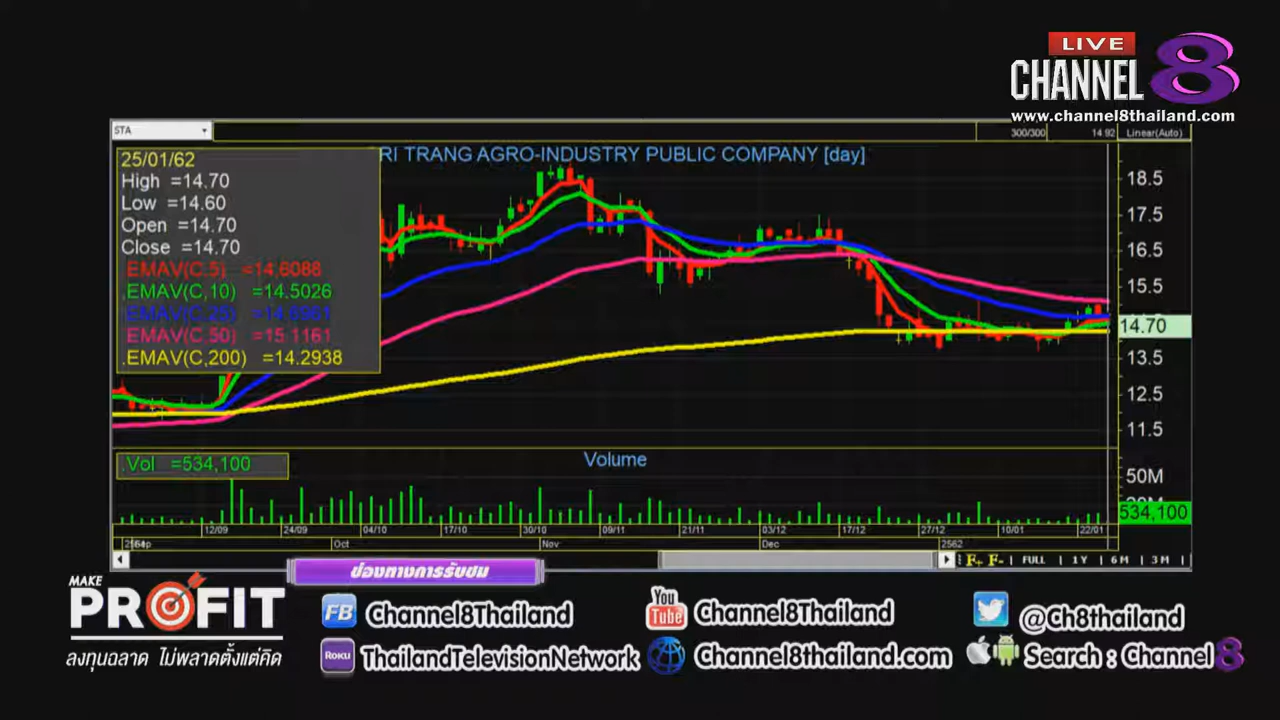 LIVE
CHANNEL 8
www.channel8thailand.com
STA
300/300
14.92
Linear(Auto)
RI TRANG AGRO-INDUSTRY PUBLIC COMPANY [day]
25/01/62
High =14.70
Low =14.60
Open =14.70
Close =14.70
.EMAV(C,5) =14.6088
.EMAV(C,10) =14.5026
.EMAV(C,50) =15.1161
.EMAV(C,200) =14.2938
18.5
17.5
16.5
15.5
14.70
13.5
12.5
11.5
.Vol =534,100
Volume
50M
534,100
12/09 24/09 04/10 17/10 30/10 09/11 21/11 03/12 17/12 27/12 10/01 22/01
Oct Nov Dec 2562
F+ F- | FULL | 1Y | 6M | 3M |
ช่องทางการรับชม
MAKE
PROFIT
ลงทุนฉลาด ไม่พลาดตั้งแต่คิด
FB Channel8Thailand
You Tube Channel8Thailand
@Ch8thailand
ROKU ThailandTelevisionNetwork
Channel8thailand.com
Search : Channel 8